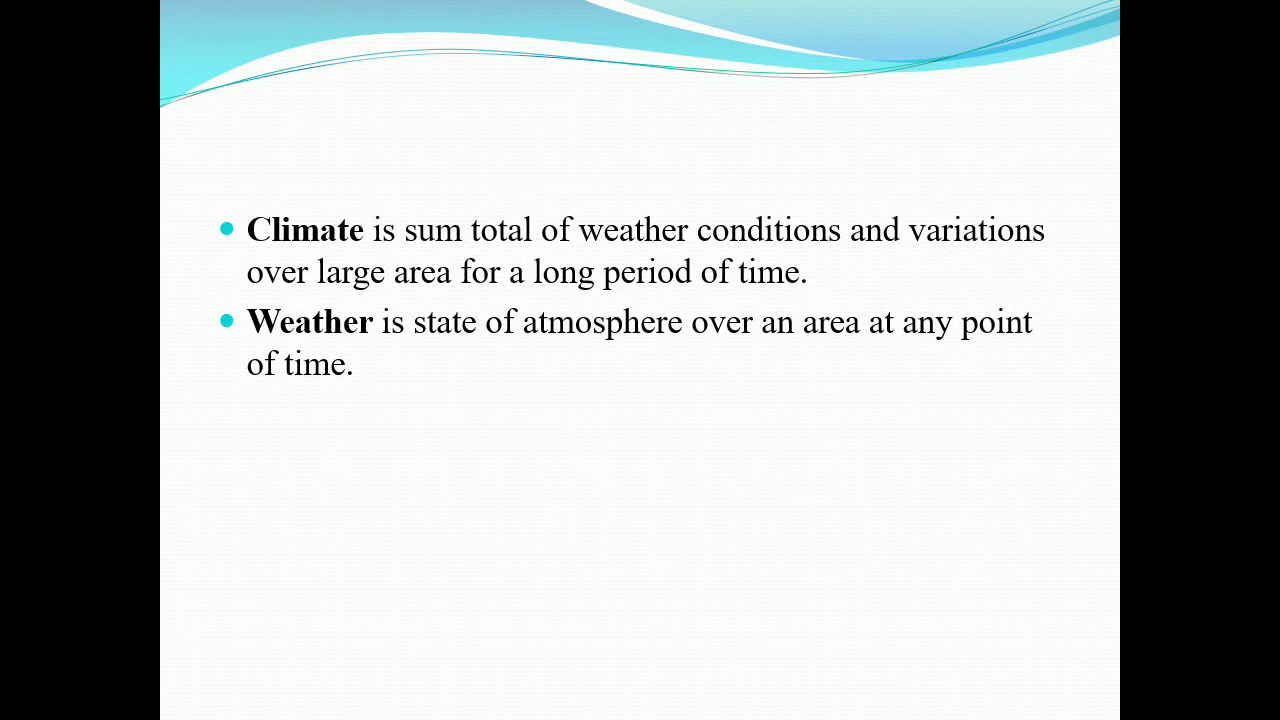 Climate is sum total of weather conditions and variations
over large area for a long period of time.
Weather is state of atmosphere over an area at any point
of time.